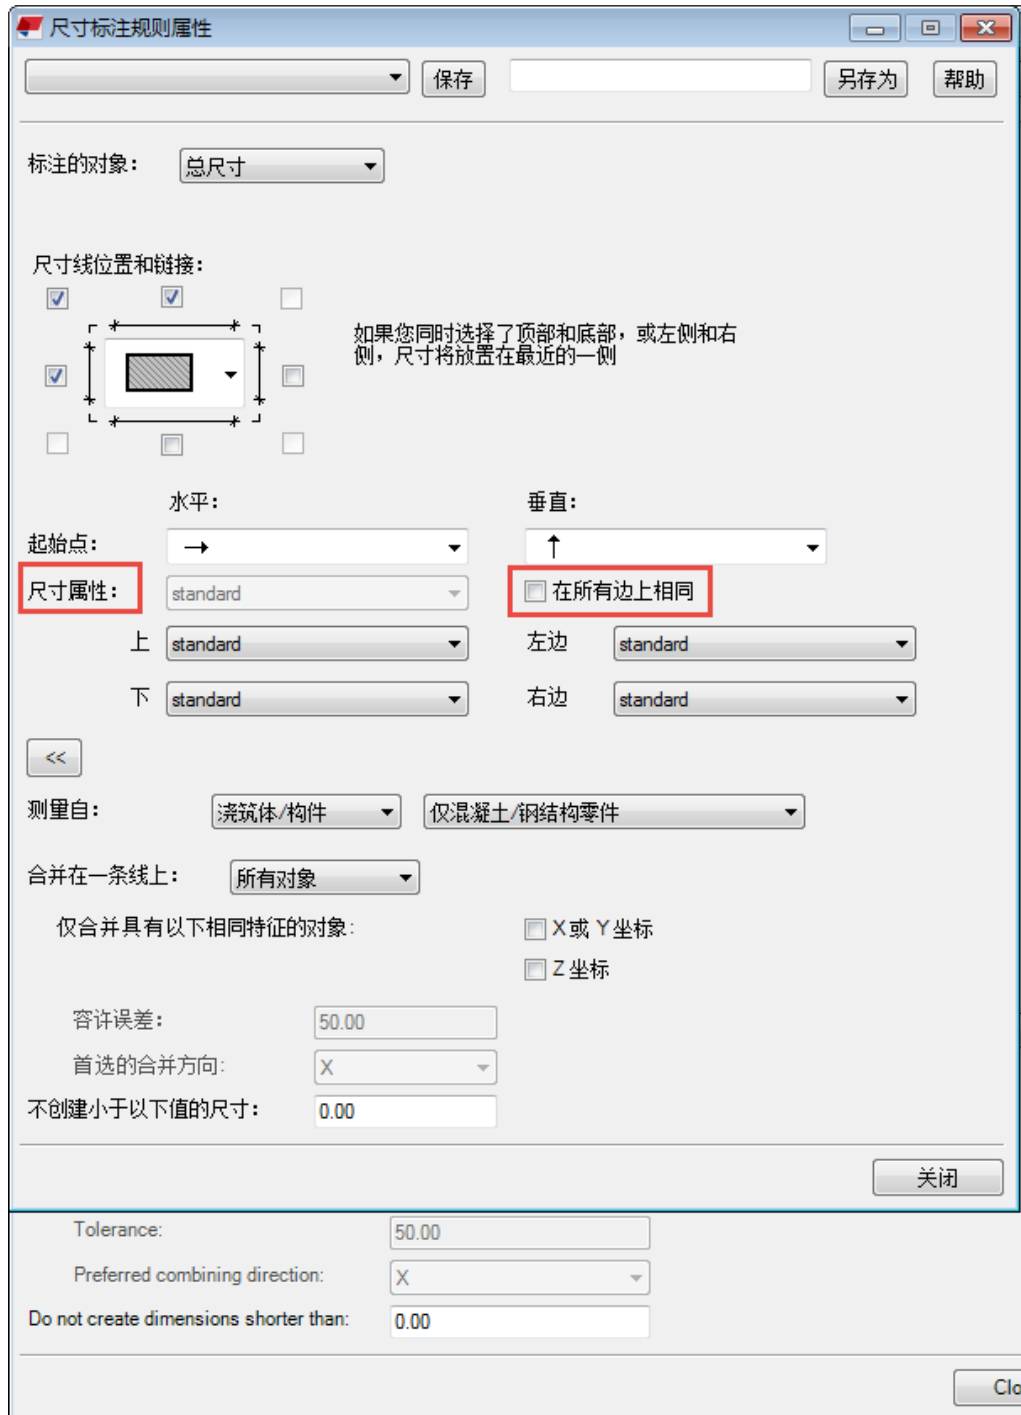 尺寸标注规则属性
保存 另存为 帮助
标注的对象: 总尺寸
尺寸线位置和链接:
如果您同时选择了顶部和底部，或左侧和右
侧，尺寸将放置在最近的一侧
水平: 垂直:
起始点:
尺寸属性: standard 在所有边上相同
上 standard 左边 standard
下 standard 右边 standard
<<
测量自: 浇筑体/构件 仅混凝土/钢结构零件
合并在一条线上: 所有对象
仅合并具有以下相同特征的对象: X或 Y坐标
Z 坐标
容许误差: 50.00
首选的合并方向: X
不创建小于以下值的尺寸: 0.00
关闭
Tolerance: 50.00
Preferred combining direction: X
Do not create dimensions shorter than: 0.00
Clo